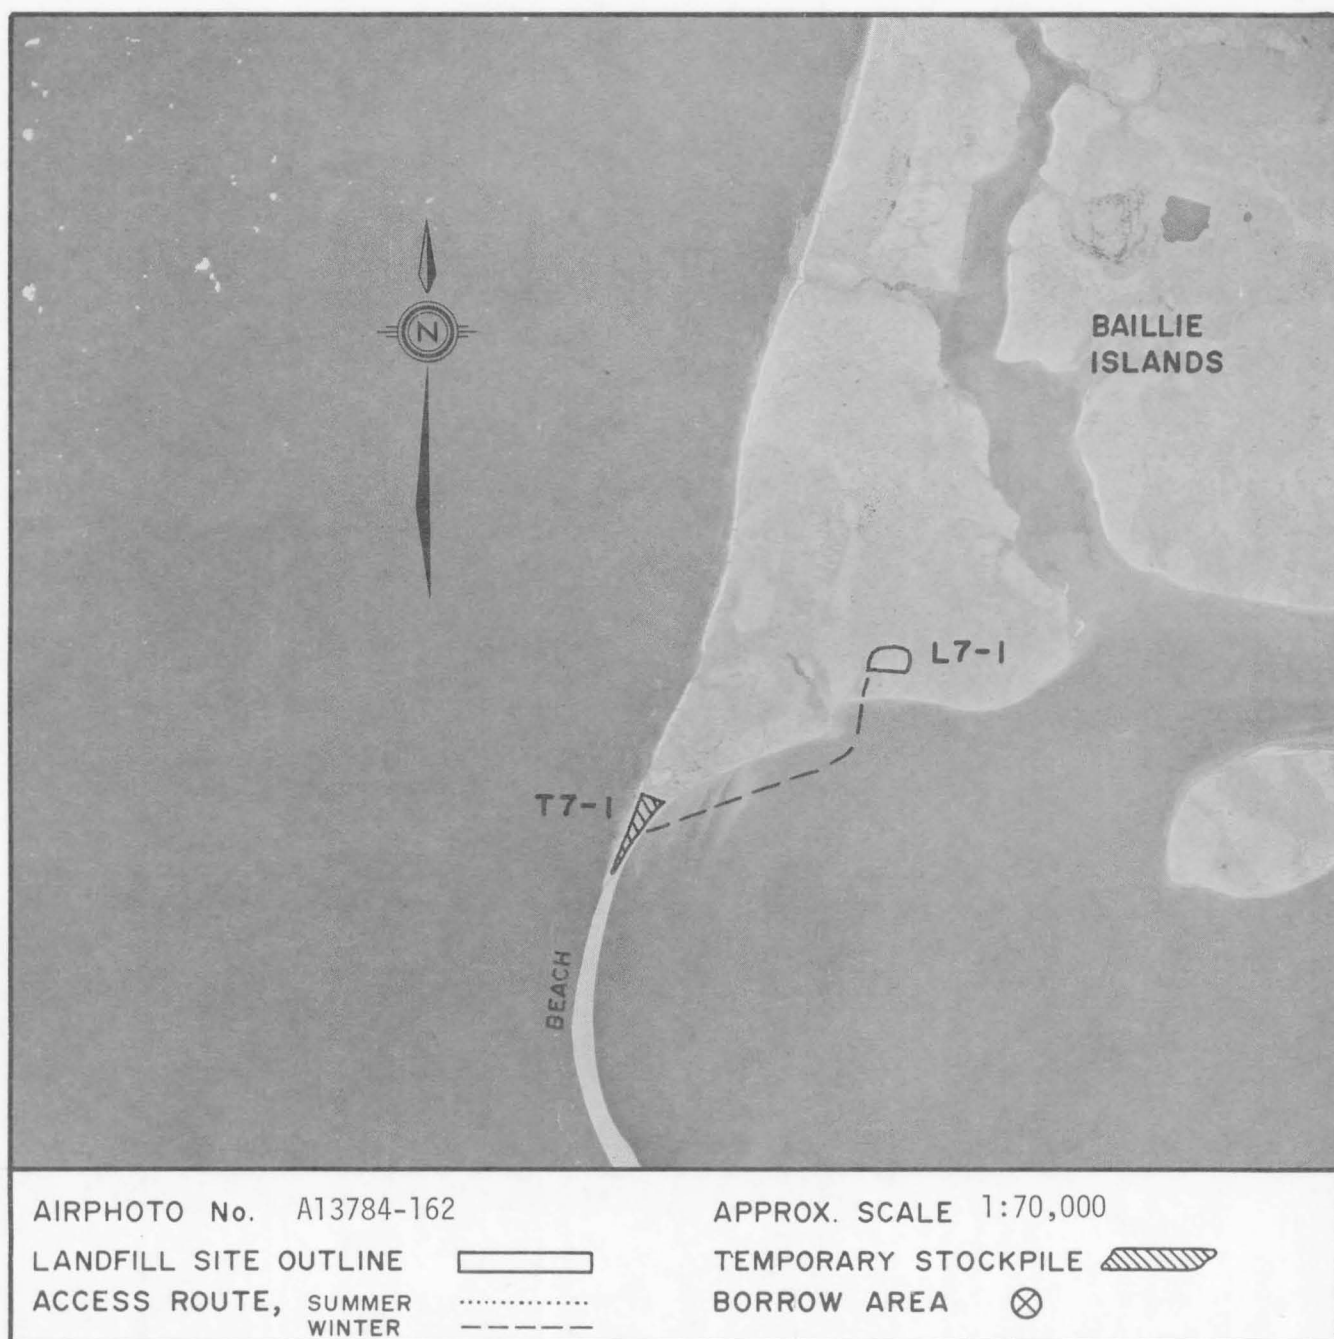 N
BAILLIE
ISLANDS
L7-1
T7-1
BEACH
AIRPHOTO No. A13784-162
APPROX. SCALE 1:70,000
LANDFILL SITE OUTLINE
TEMPORARY STOCKPILE
ACCESS ROUTE, SUMMER
WINTER
BORROW AREA